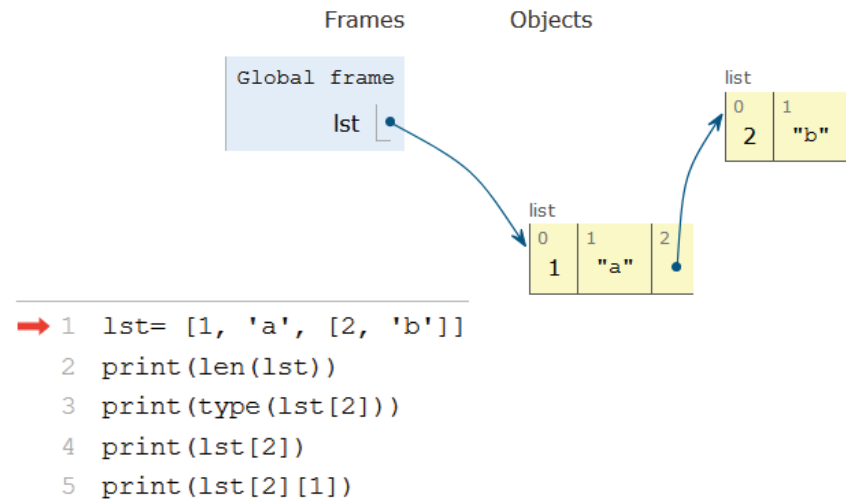 Frames Objects
Global frame
lst
list
0 1
2 "b"
list
0 1 2
1 "a"
1 lst= [1, 'a', [2, 'b']]
2 print(len(lst))
3 print(type(lst[2]))
4 print(lst[2])
5 print(lst[2][1])